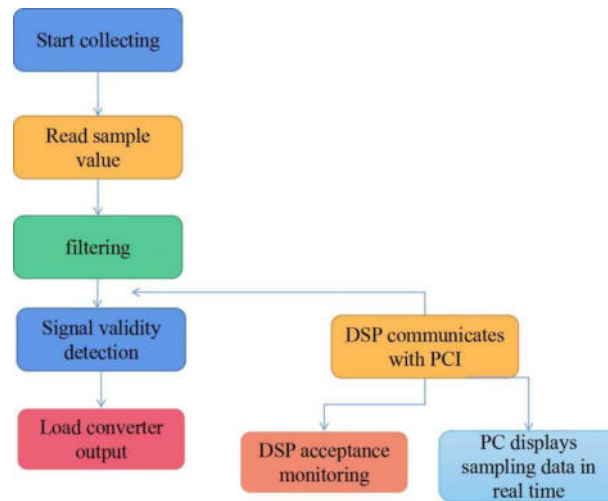 Start collecting
Read sample
value
filtering
Signal validity
detection
Load converter
output
DSP communicates
with PCI
DSP acceptance
monitoring
PC displays
sampling data in
real time